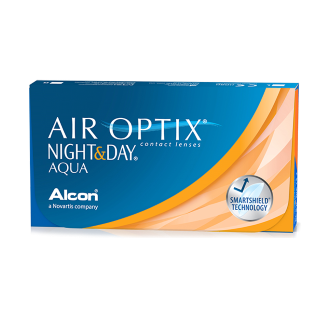 AIR OPTIX®
contact lenses
NIGHT&DAY®
AQUA
Alcon
a Novartis company
SMARTSHIELD®
TECHNOLOGY